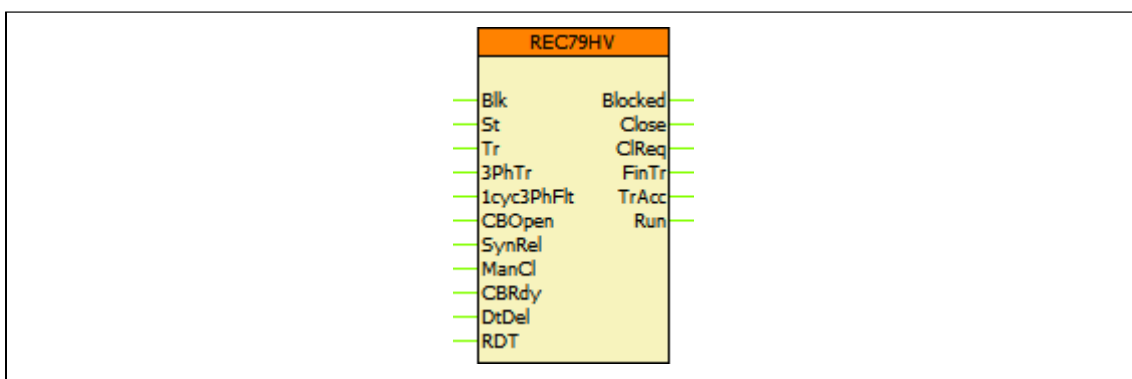 REC79HV
Blk Blocked
St Close
Tr ClReq
3PhTr FinTr
1cyc3PhFlt TrAcc
CBOpen Run
SynRel
ManCl
CBRdy
DtDel
RDT